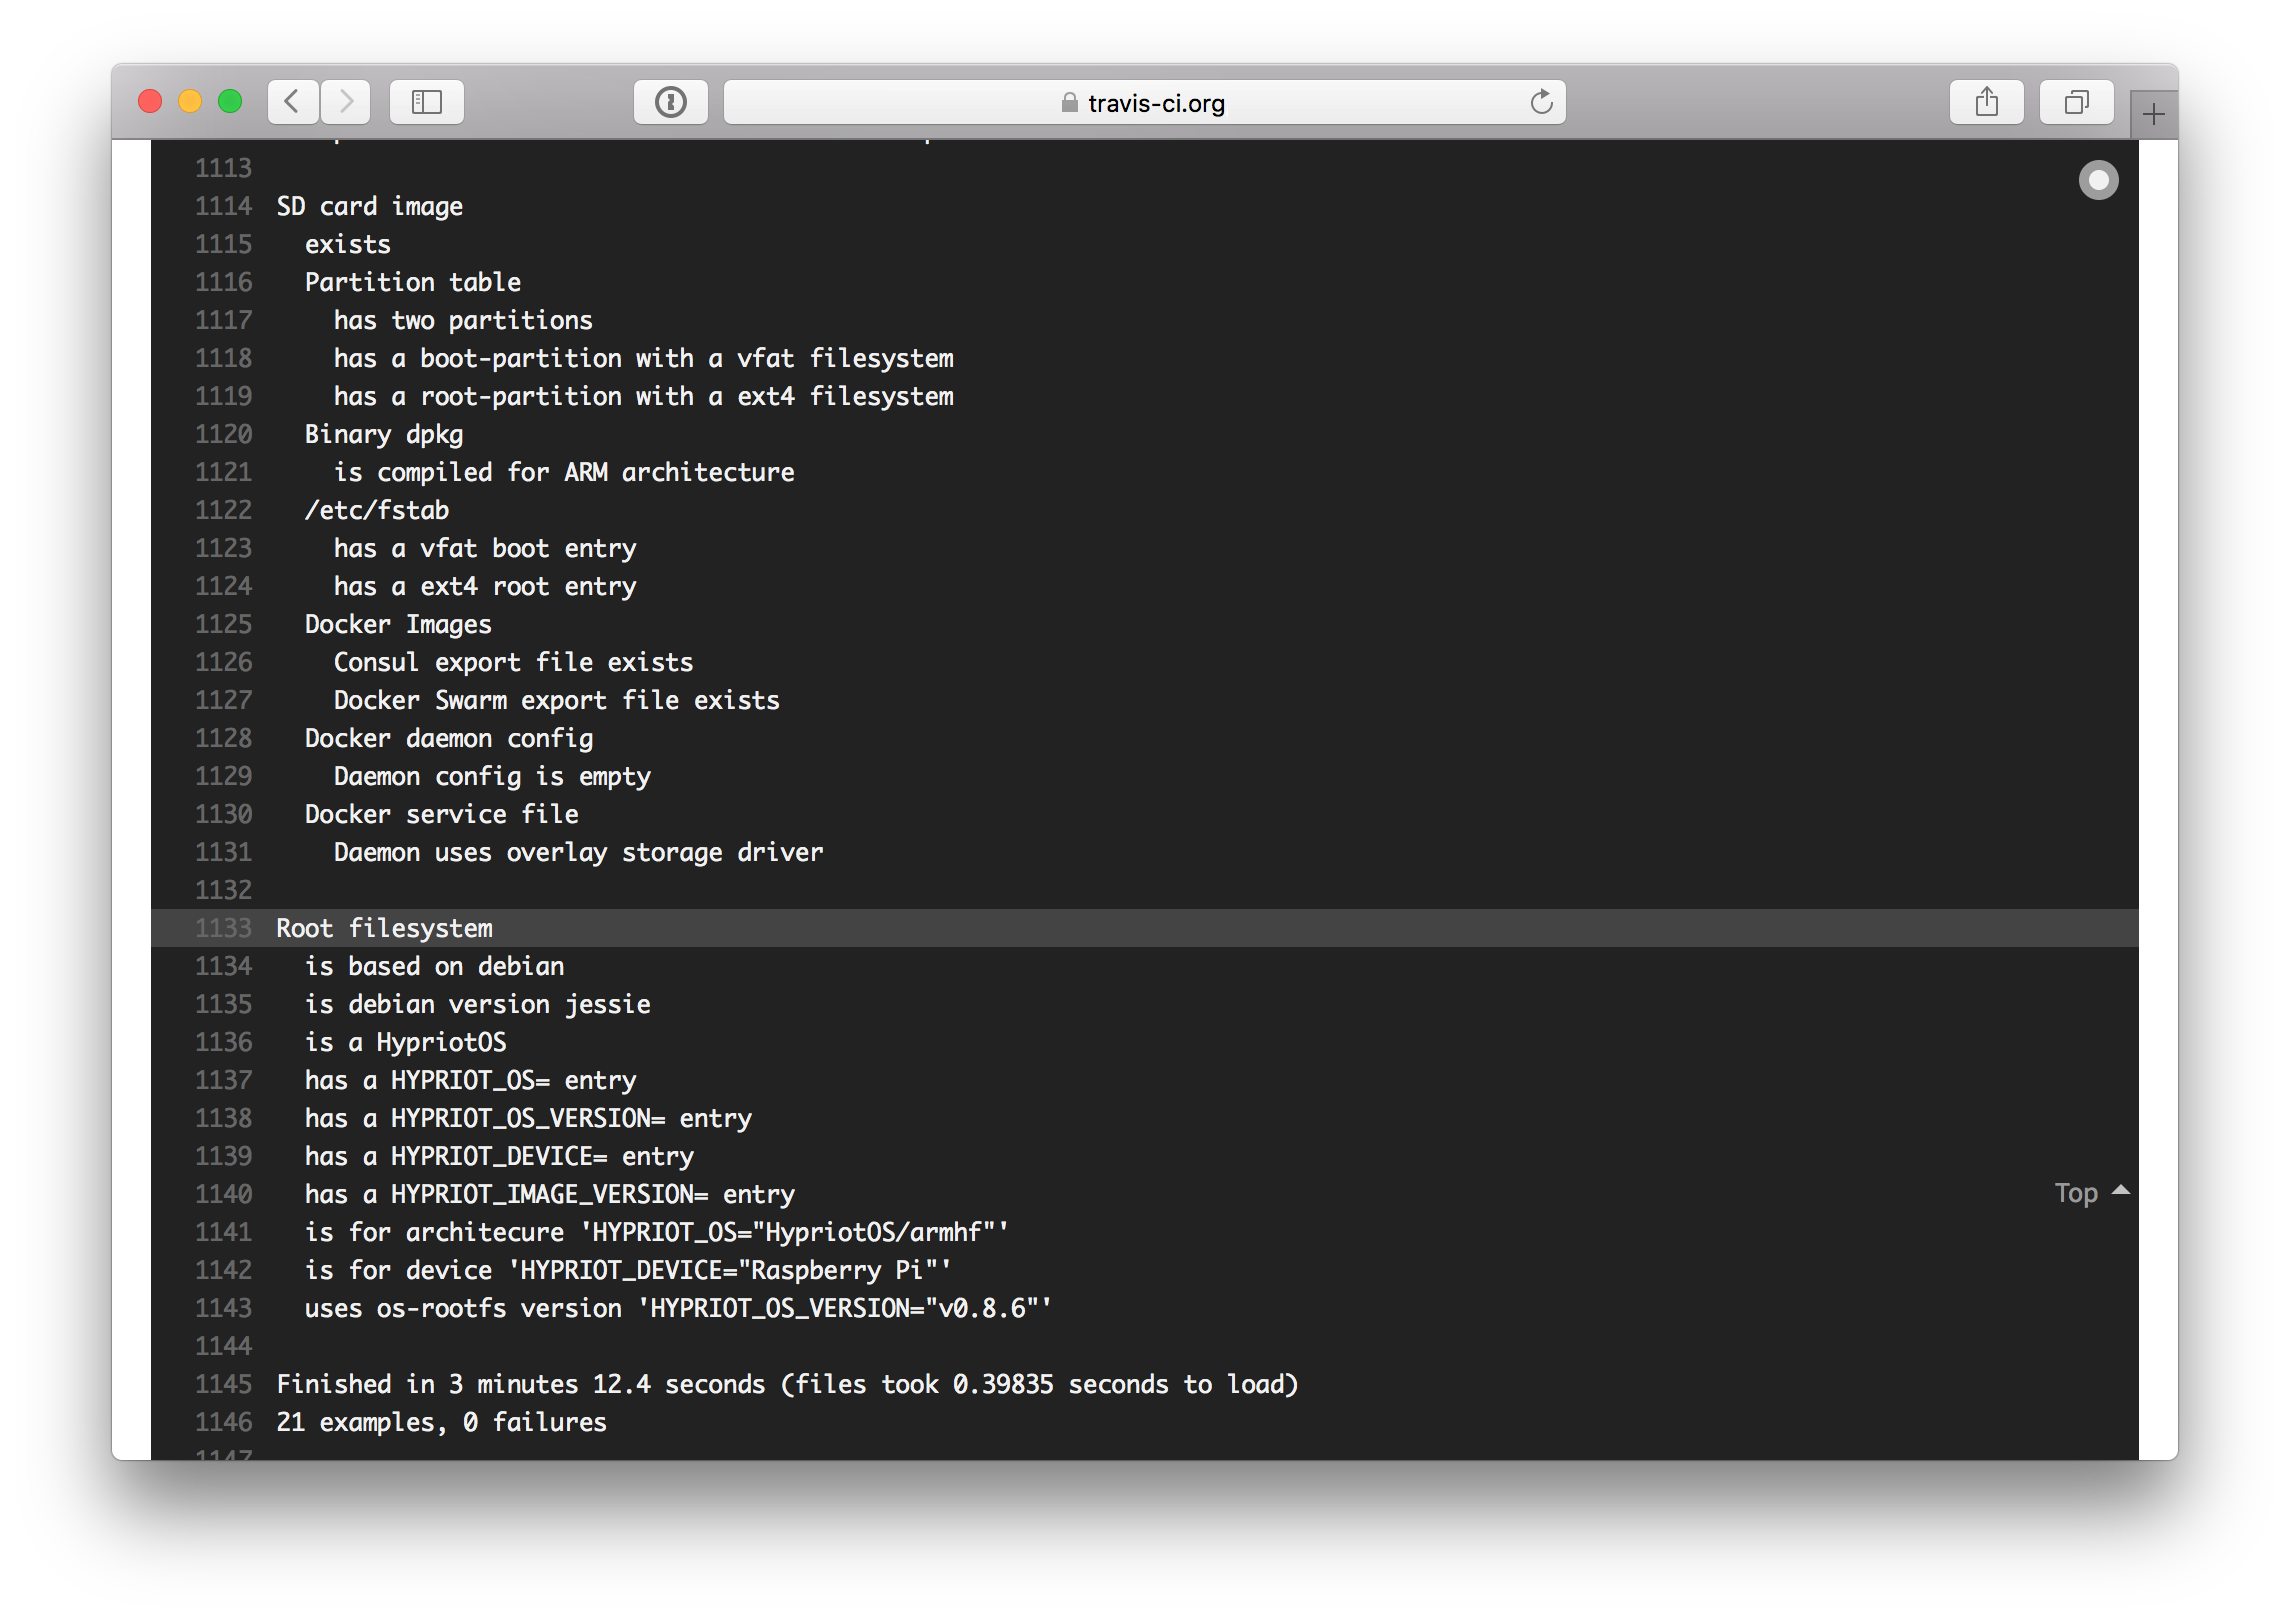 travis-ci.org
1113
1114 SD card image
1115 exists
1116 Partition table
1117 has two partitions
1118 has a boot-partition with a vfat filesystem
1119 has a root-partition with a ext4 filesystem
1120 Binary dpkg
1121 is compiled for ARM architecture
1122 /etc/fstab
1123 has a vfat boot entry
1124 has a ext4 root entry
1125 Docker Images
1126 Consul export file exists
1127 Docker Swarm export file exists
1128 Docker daemon config
1129 Daemon config is empty
1130 Docker service file
1131 Daemon uses overlay storage driver
1132
1133 Root filesystem
1134 is based on debian
1135 is debian version jessie
1136 is a HypriotOS
1137 has a HYPRIOT_OS= entry
1138 has a HYPRIOT_OS_VERSION= entry
1139 has a HYPRIOT_DEVICE= entry
1140 has a HYPRIOT_IMAGE_VERSION= entry
Top
1141 is for architecure 'HYPRIOT_OS="HypriotOS/armhf"'
1142 is for device 'HYPRIOT_DEVICE="Raspberry Pi"'
1143 uses os-rootfs version 'HYPRIOT_OS_VERSION="v0.8.6"'
1144
1145 Finished in 3 minutes 12.4 seconds (files took 0.39835 seconds to load)
1146 21 examples, 0 failures
1147